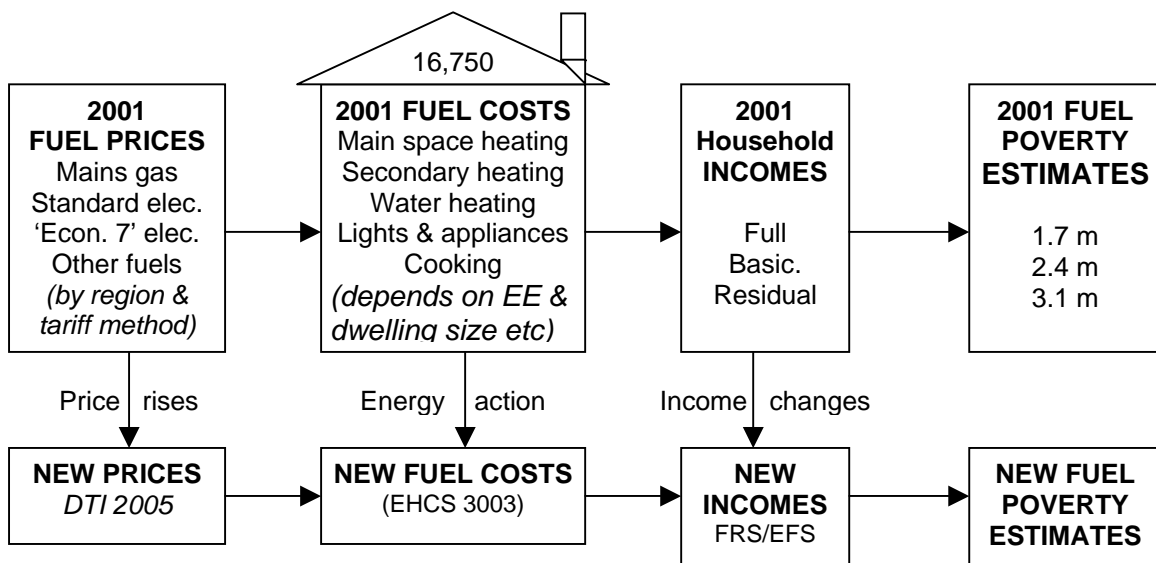 16,750
2001
FUEL PRICES
Mains gas
Standard elec.
‘Econ. 7’ elec.
Other fuels
(by region &
tariff method)
2001 FUEL COSTS
Main space heating
Secondary heating
Water heating
Lights & appliances
Cooking
(depends on EE &
dwelling size etc)
2001
Household
INCOMES
Full
Basic.
Residual
2001 FUEL
POVERTY
ESTIMATES
1.7 m
2.4 m
3.1 m
Price rises
Energy action
Income changes
NEW PRICES
DTI 2005
NEW FUEL COSTS
(EHCS 3003)
NEW
INCOMES
FRS/EFS
NEW FUEL
POVERTY
ESTIMATES